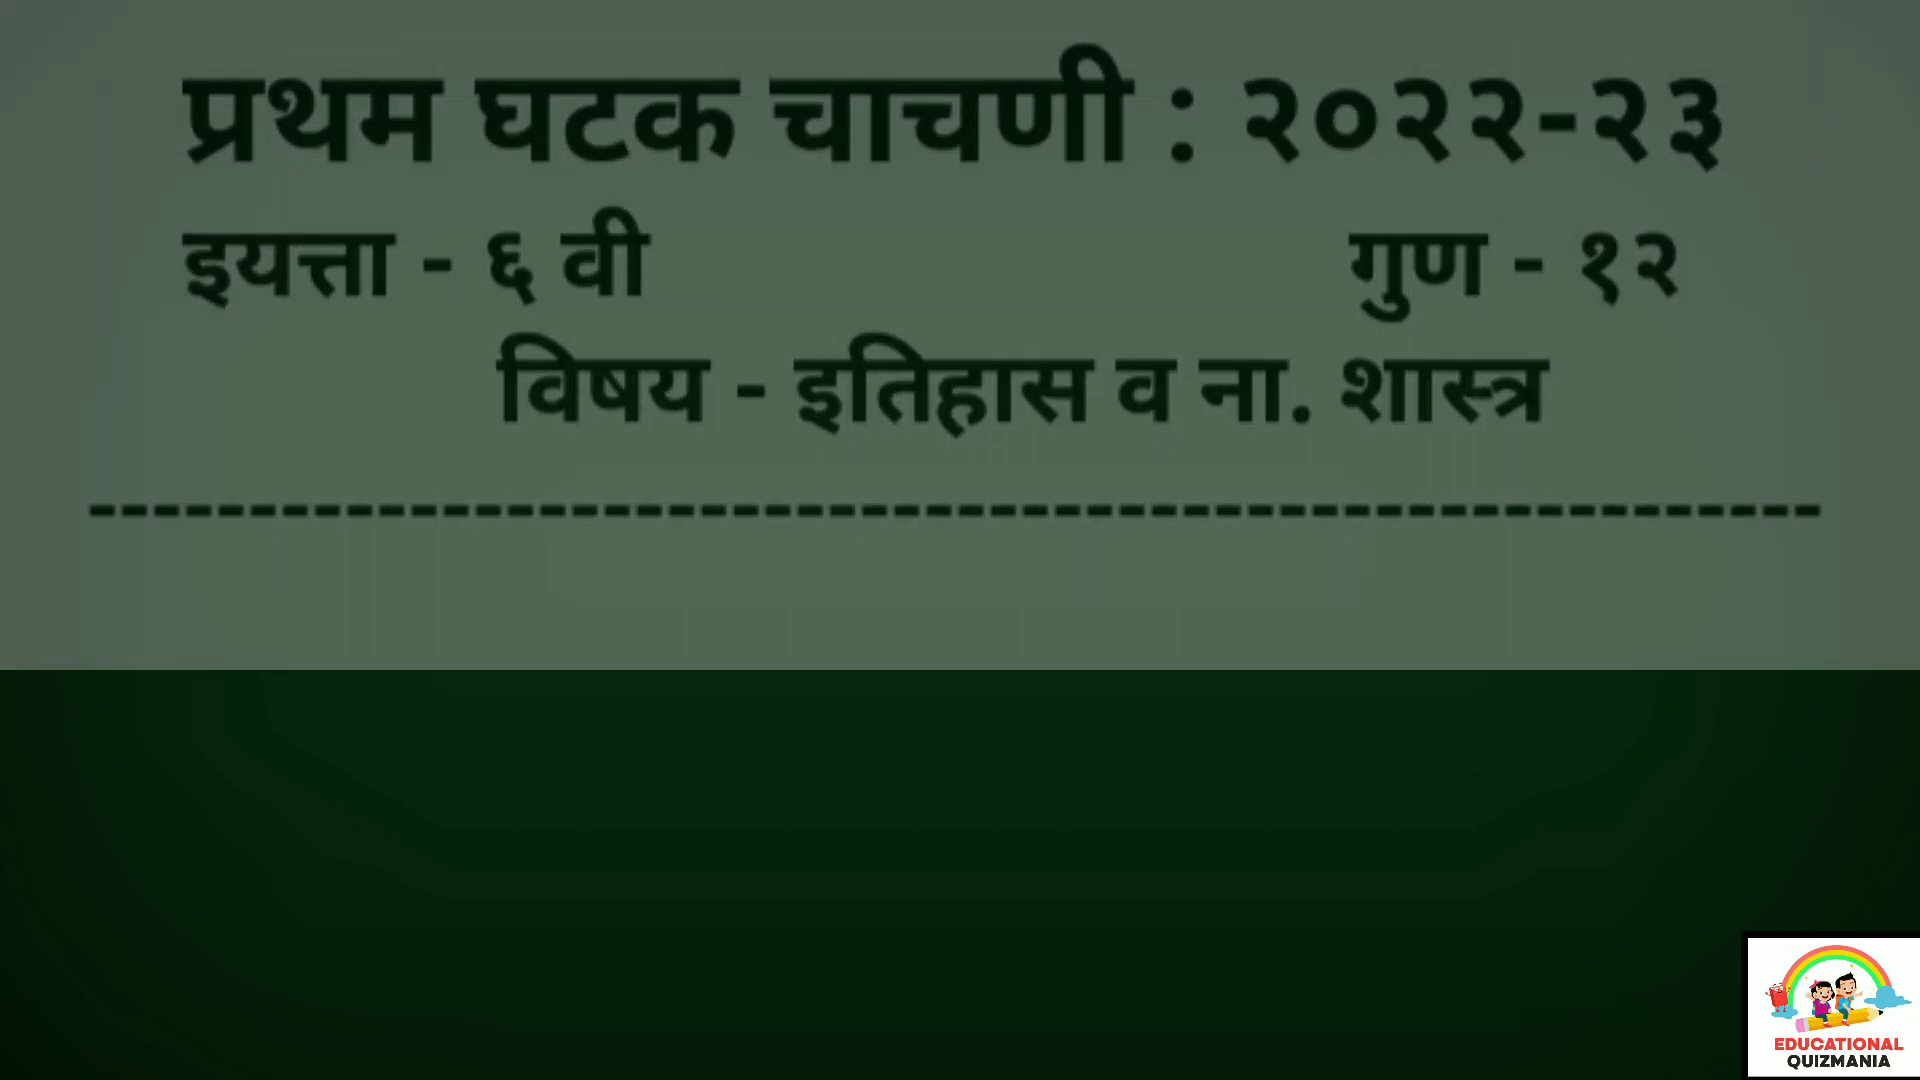 प्रथम घटक चाचणी : २०२२-२३
इयत्ता - ६ वी गुण - १२
विषय - इतिहास व ना. शास्त्र
------------------------------------------------------
EDUCATIONAL
QUIZMANIA